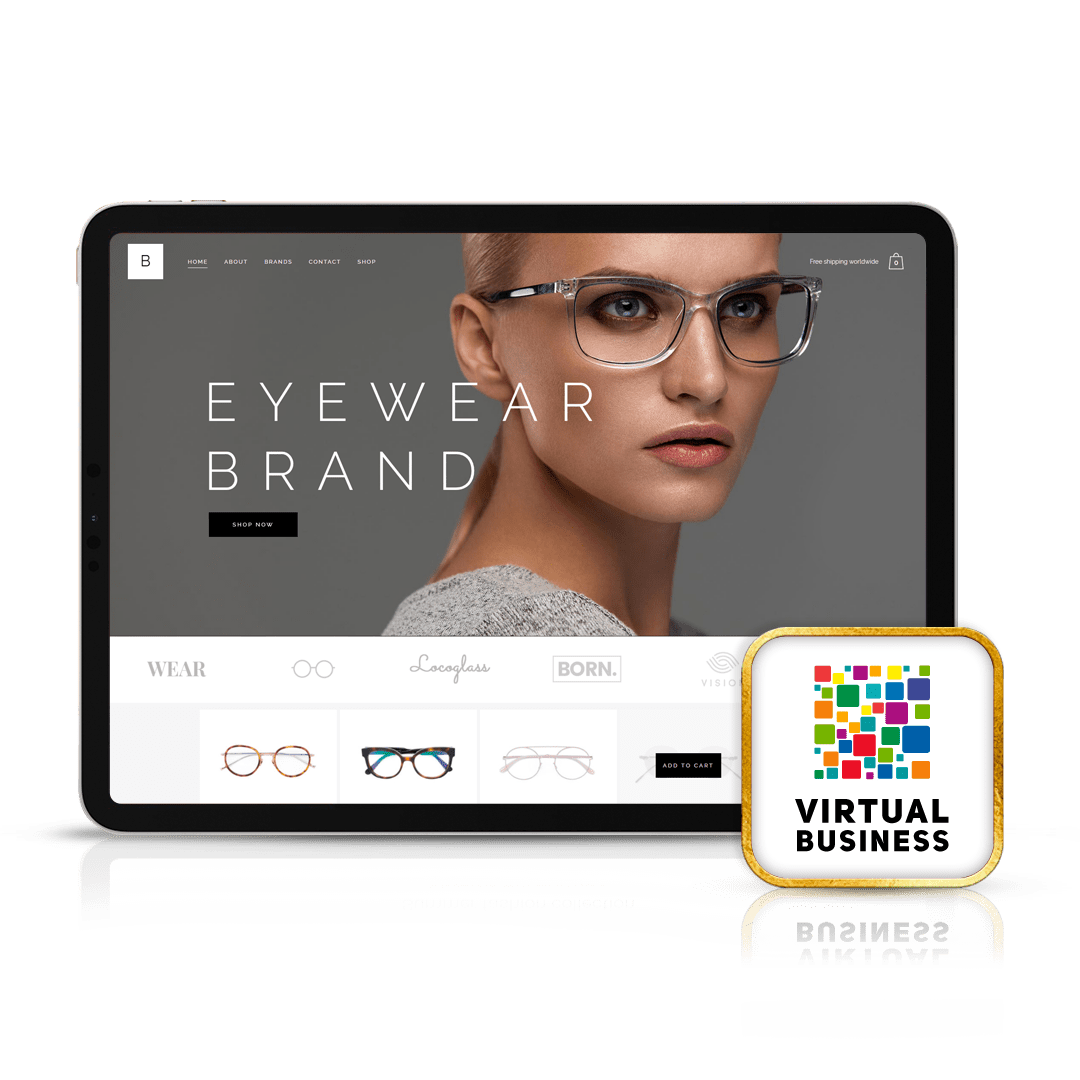 B
HOME ABOUT BRANDS CONTACT SHOP
Free shipping worldwide
0
EYEWEAR
BRAND
SHOP NOW
WEAR
Locoglass
BORN.
VISION
ADD TO CART
VIRTUAL
BUSINESS